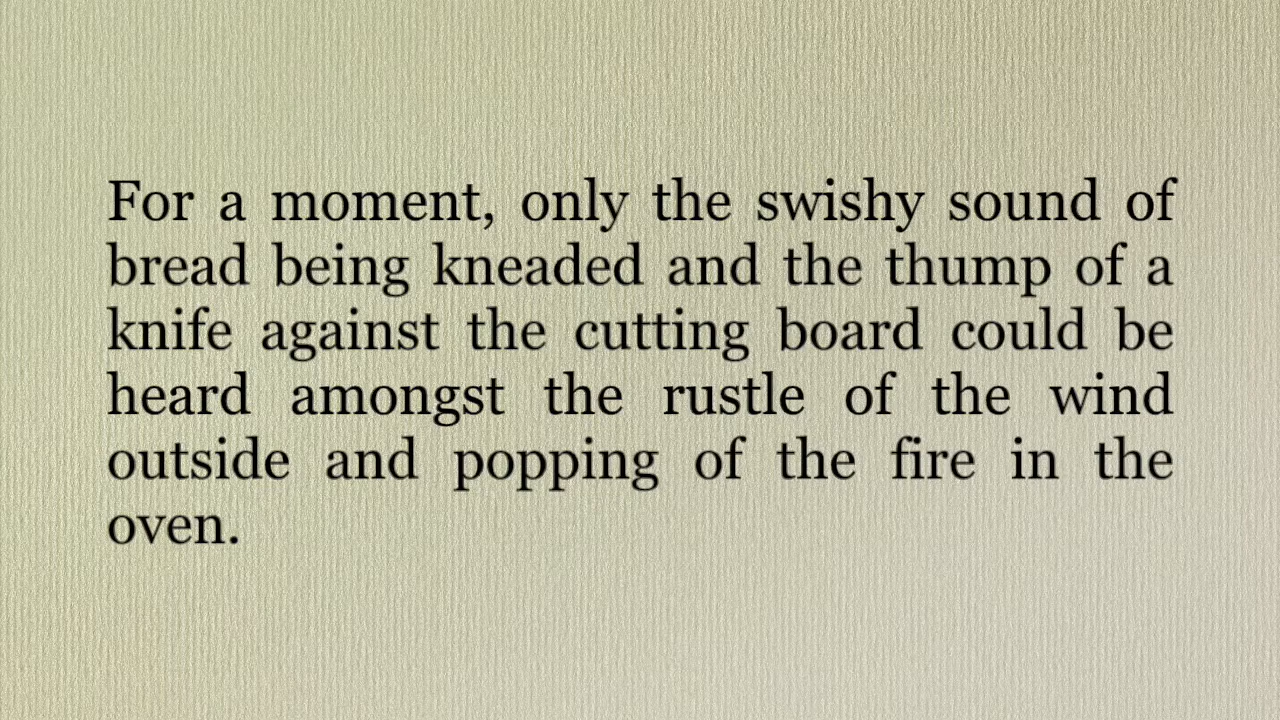 For a moment, only the swishy sound of
bread being kneaded and the thump of a
knife against the cutting board could be
heard amongst the rustle of the wind
outside and popping of the fire in the
oven.